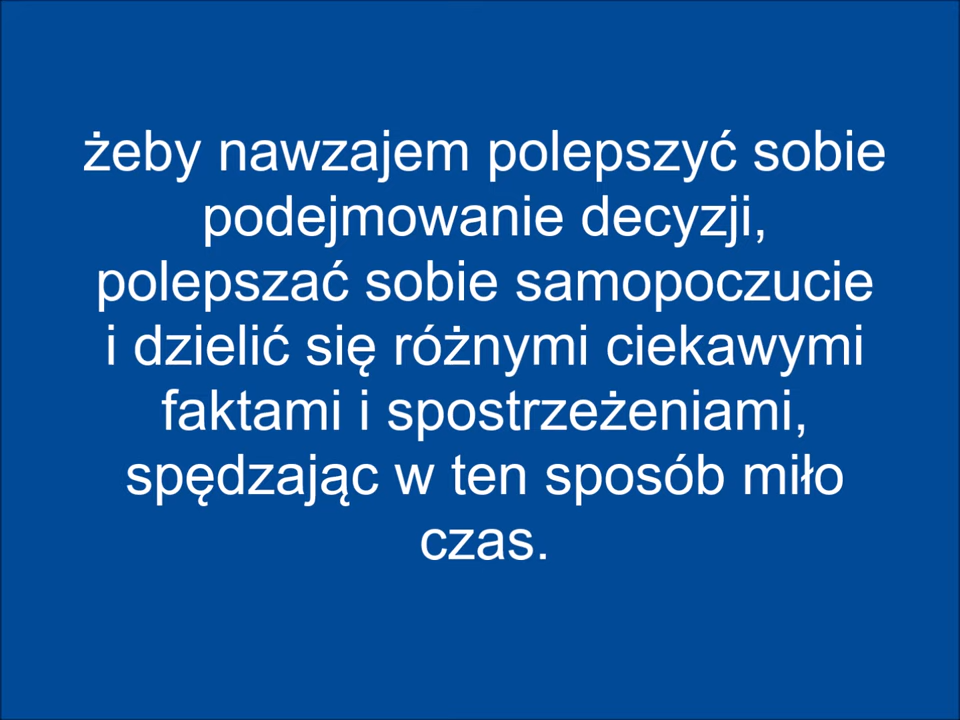 żeby nawzajem polepszyć sobie
podejmowanie decyzji,
polepszać sobie samopoczucie
i dzielić się różnymi ciekawymi
faktami i spostrzeżeniami,
spędzając w ten sposób miło
czas.